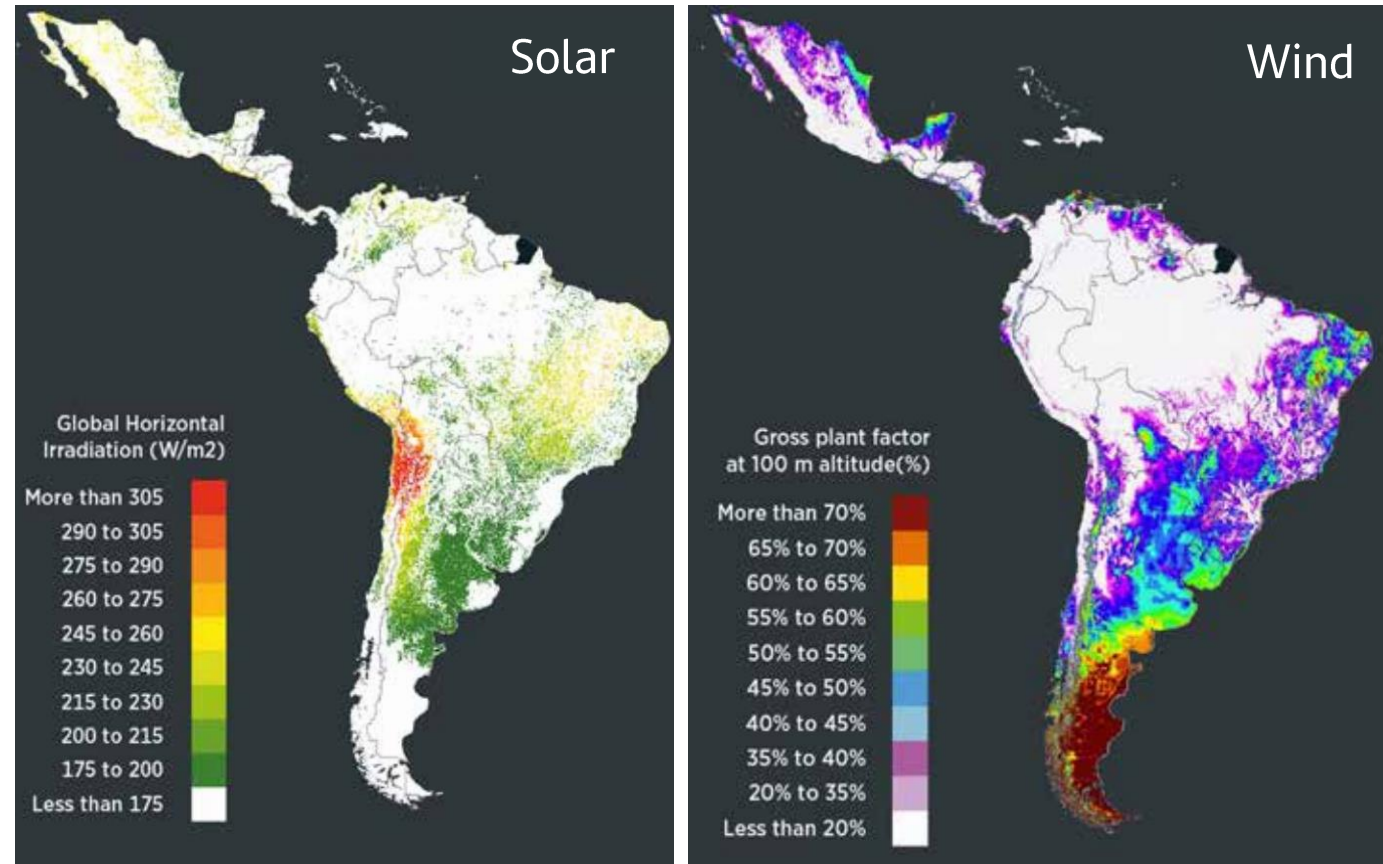 Solar
Global Horizontal
Irradiation (W/m2)
More than 305
290 to 305
275 to 290
260 to 275
245 to 260
230 to 245
215 to 230
200 to 215
175 to 200
Less than 175
Wind
Gross plant factor
at 100 m altitude(%)
More than 70%
65% to 70%
60% to 65%
55% to 60%
50% to 55%
45% to 50%
40% to 45%
35% to 40%
20% to 35%
Less than 20%